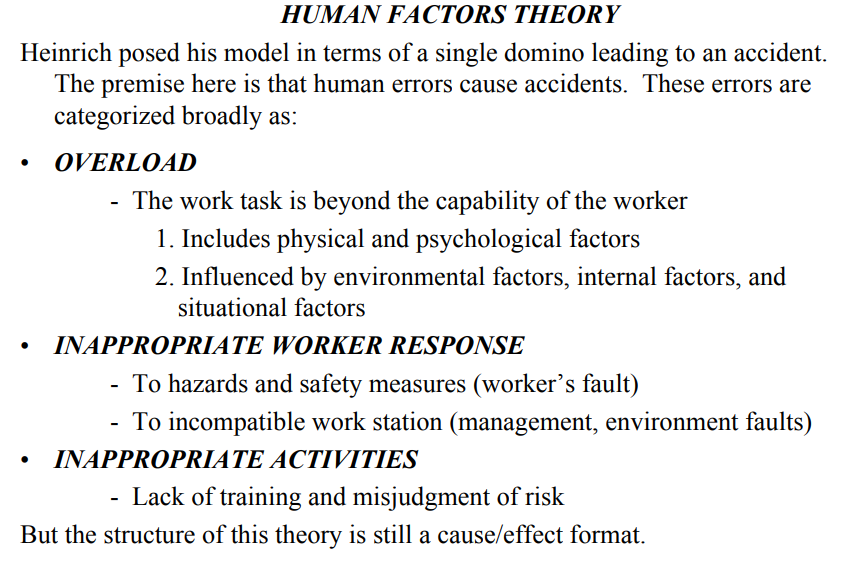 HUMAN FACTORS THEORY
Heinrich posed his model in terms of a single domino leading to an accident.
The premise here is that human errors cause accidents. These errors are
categorized broadly as:
• OVERLOAD
- The work task is beyond the capability of the worker
1. Includes physical and psychological factors
2. Influenced by environmental factors, internal factors, and
situational factors
• INAPPROPRIATE WORKER RESPONSE
- To hazards and safety measures (worker’s fault)
- To incompatible work station (management, environment faults)
• INAPPROPRIATE ACTIVITIES
- Lack of training and misjudgment of risk
But the structure of this theory is still a cause/effect format.